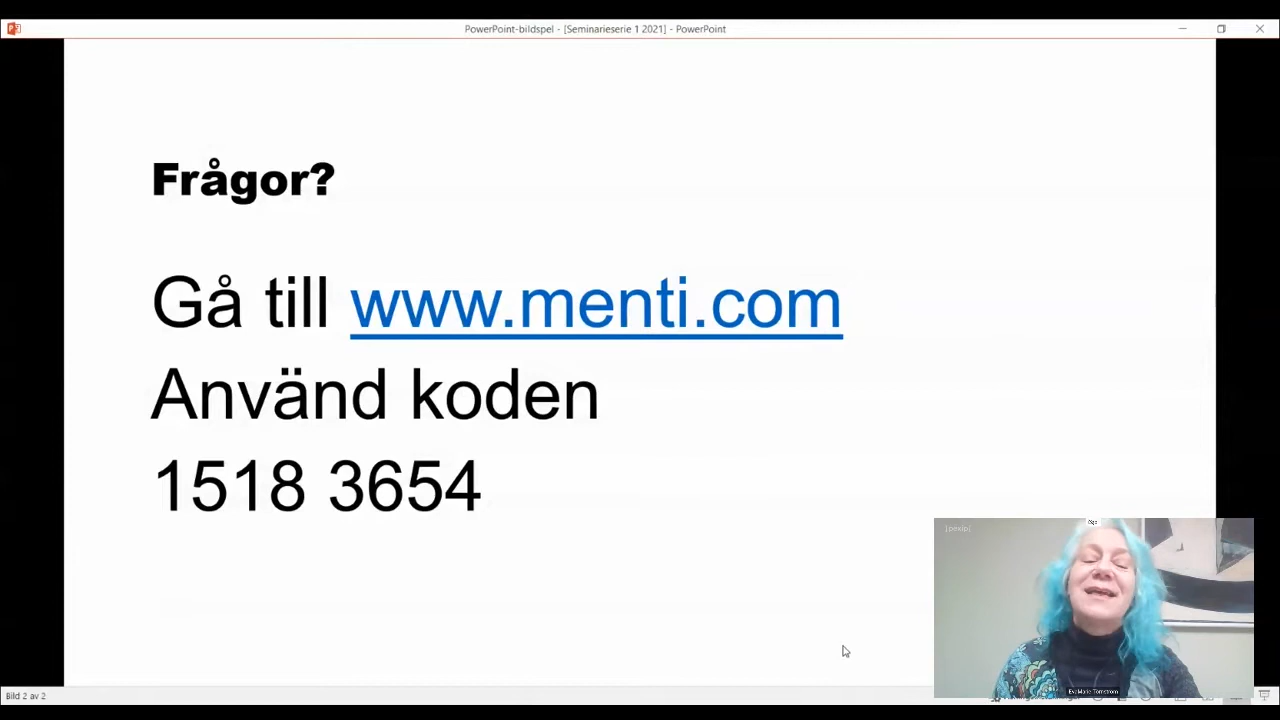 PowerPoint-bildspel - [Seminarieserie 1 2021] - PowerPoint
Frågor?
Gå till www.menti.com
Använd koden
1518 3654
[pexip]
Bild 2 av 2